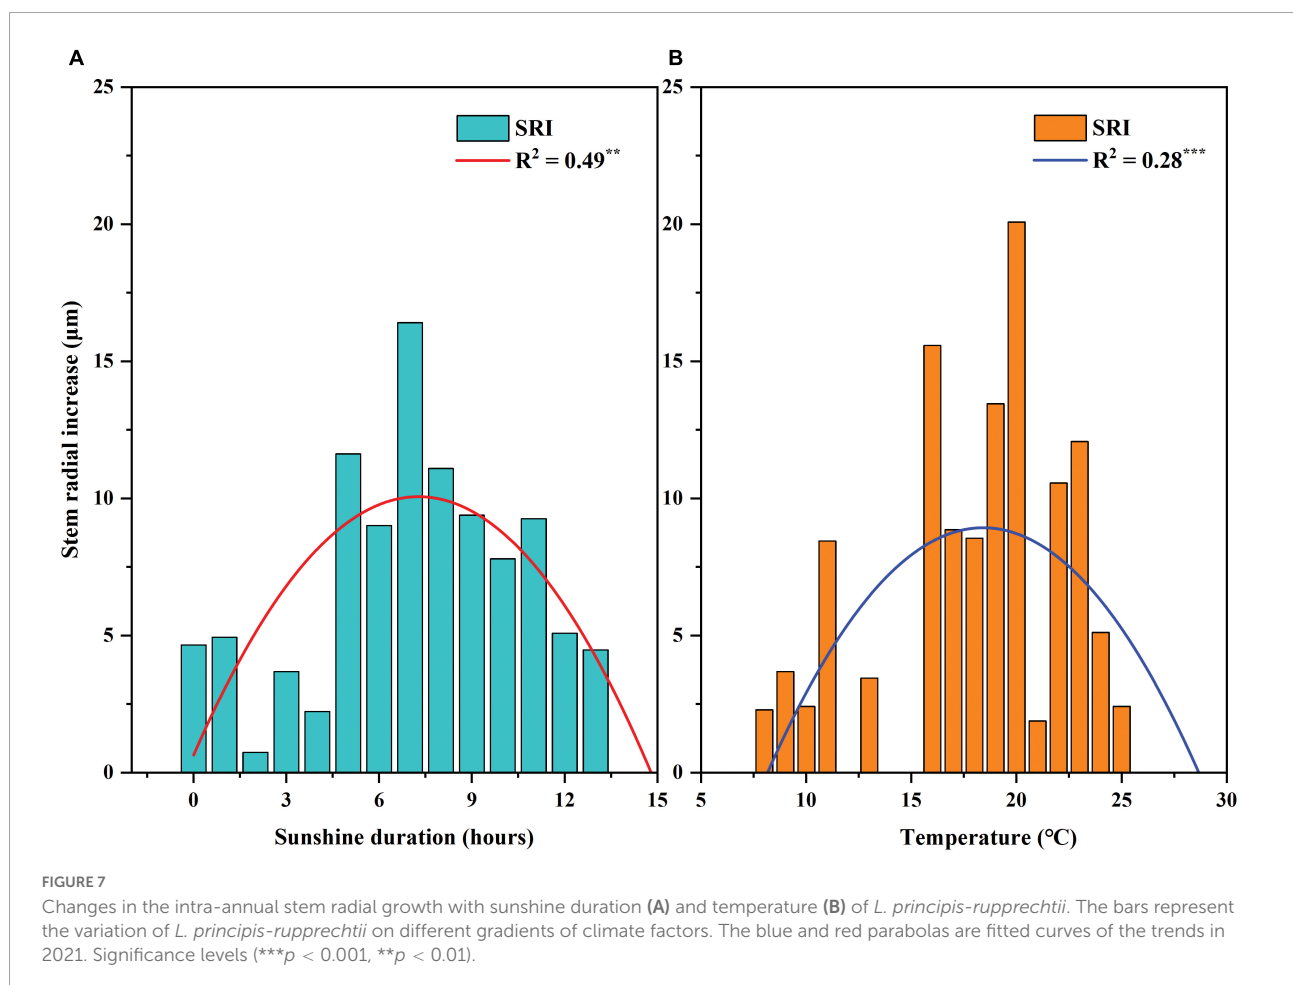 A
25
20
15
10
5
0
Stem radial increase (μm)
SRI
R² = 0.49**
0 3 6 9 12 15
Sunshine duration (hours)
B
25
20
15
10
5
0
SRI
R² = 0.28***
5 10 15 20 25 30
Temperature (°C)
FIGURE 7
Changes in the intra-annual stem radial growth with sunshine duration (A) and temperature (B) of L. principis-rupprechtii. The bars represent
the variation of L. principis-rupprechtii on different gradients of climate factors. The blue and red parabolas are fitted curves of the trends in
2021. Significance levels (***p < 0.001, **p < 0.01).